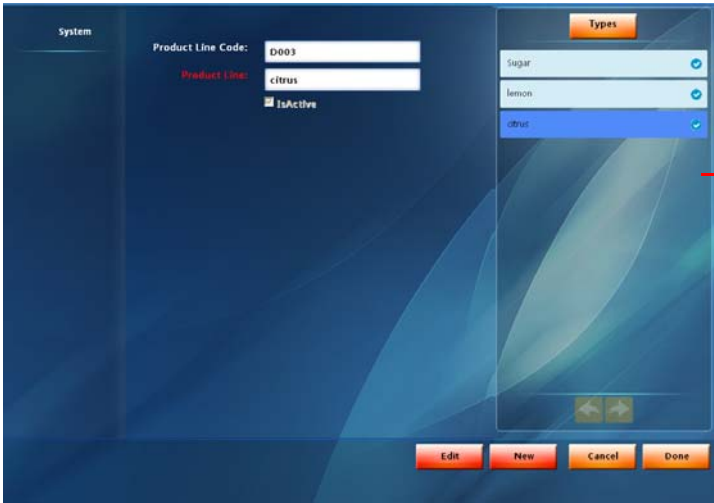 System
Product Line Code: D003
Product Line: citrus
IsActive
Types
Sugar
lemon
citrus
Edit New Cancel Done